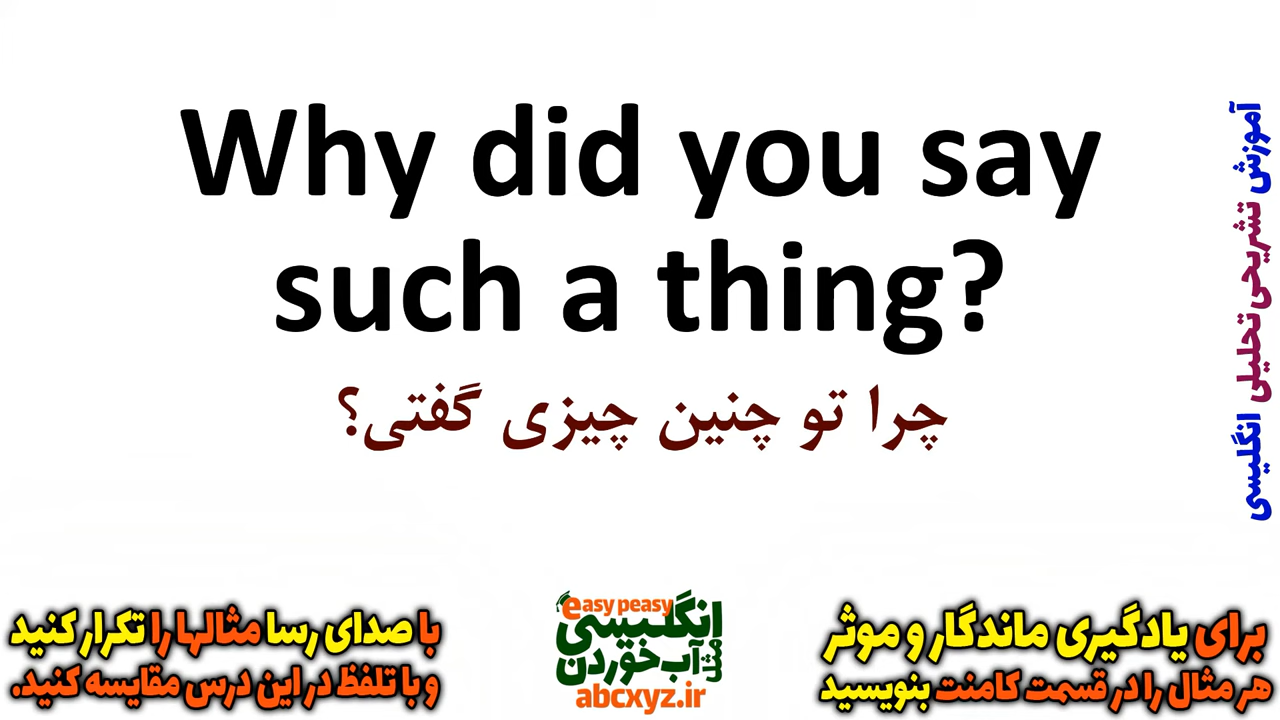 Why did you say
such a thing?
چرا تو چنین چیزی گفتی؟
آموزش تشریحی تحلیلی انگلیسی
با صدای رسا مثالها را تکرار کنید
و با تلفظ در این درس مقایسه کنید.
easy peasy
انگلیسی
مثل آب خوردن
abcxyz.ir
برای یادگیری ماندگار و موثر
هر مثال را در قسمت کامنت بنویسید